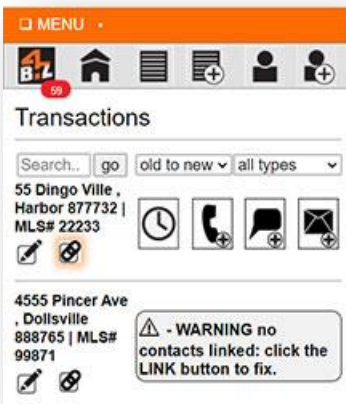 MENU
4BIZ
59
Transactions
Search.. go old to new all types
55 Dingo Ville ,
Harbor 877732 |
MLS# 22233
4555 Pincer Ave
, Dollsville
888765 | MLS#
99871
⚠ - WARNING no
contacts linked: click the
LINK button to fix.